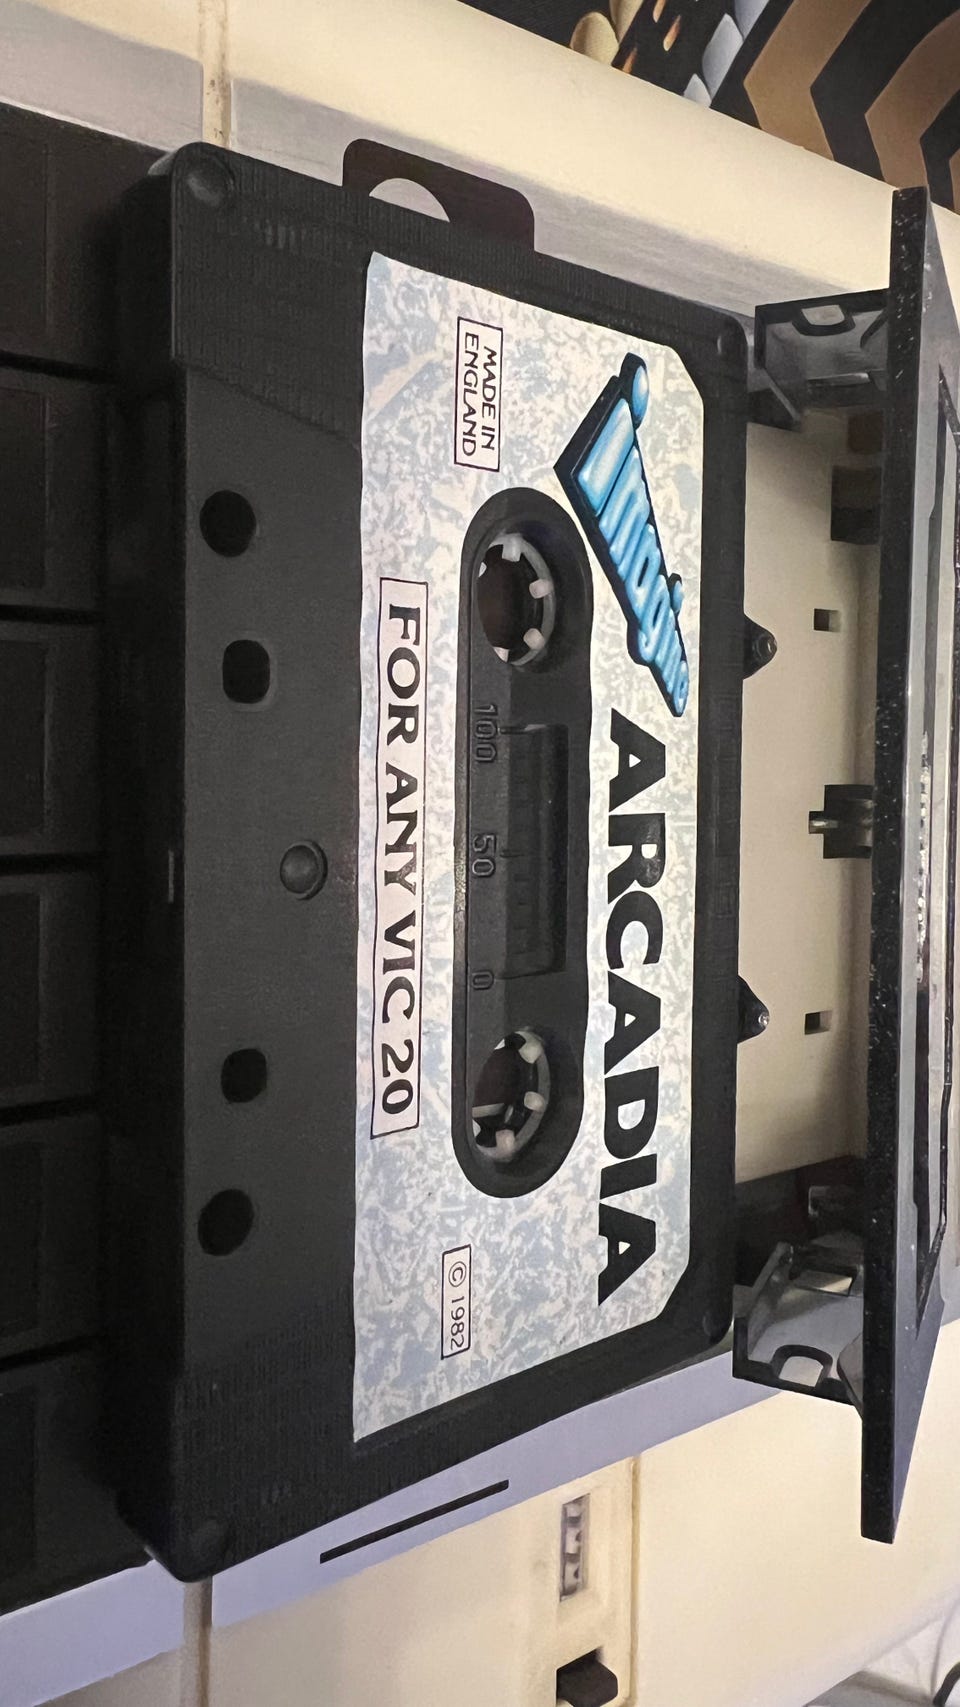 Imagine
ARCADIA
MADE IN
ENGLAND
100 50 0
© 1982
FOR ANY VIC 20